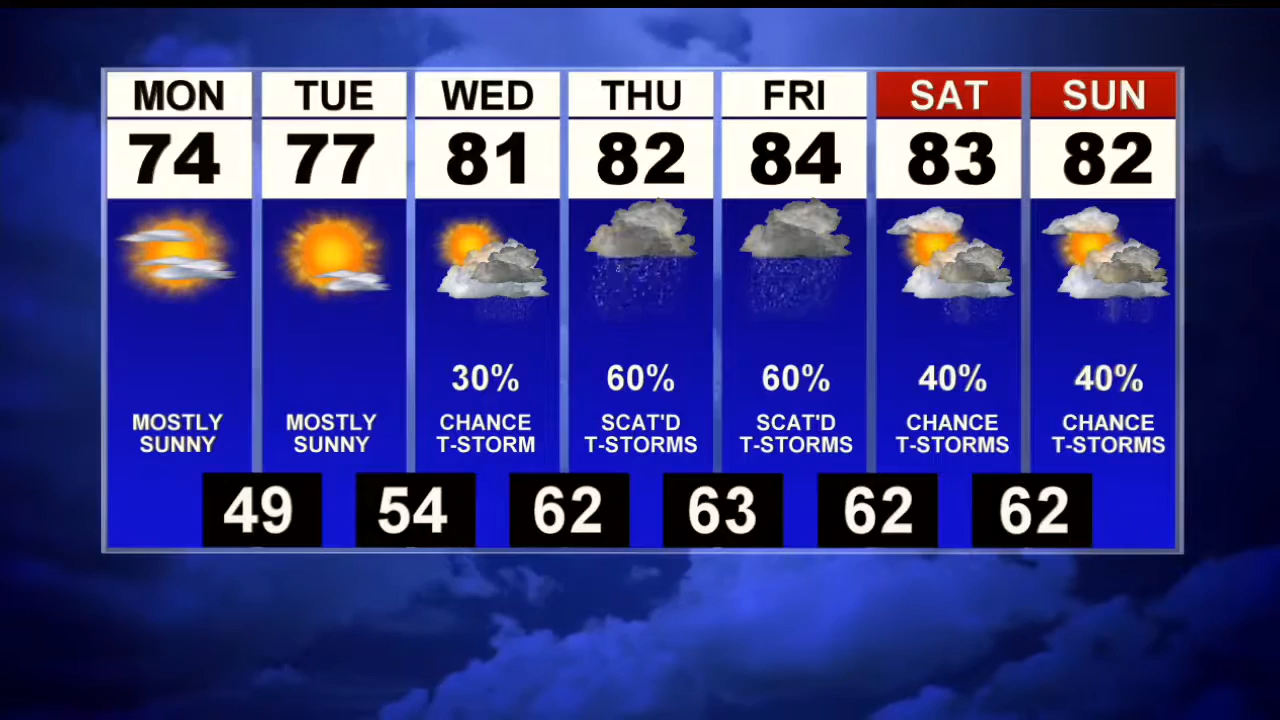 MON TUE WED THU FRI SAT SUN
74 77 81 82 84 83 82
30% 60% 60% 40% 40%
MOSTLY MOSTLY CHANCE SCAT'D SCAT'D CHANCE CHANCE
SUNNY SUNNY T-STORM T-STORMS T-STORMS T-STORMS T-STORMS
49 54 62 63 62 62